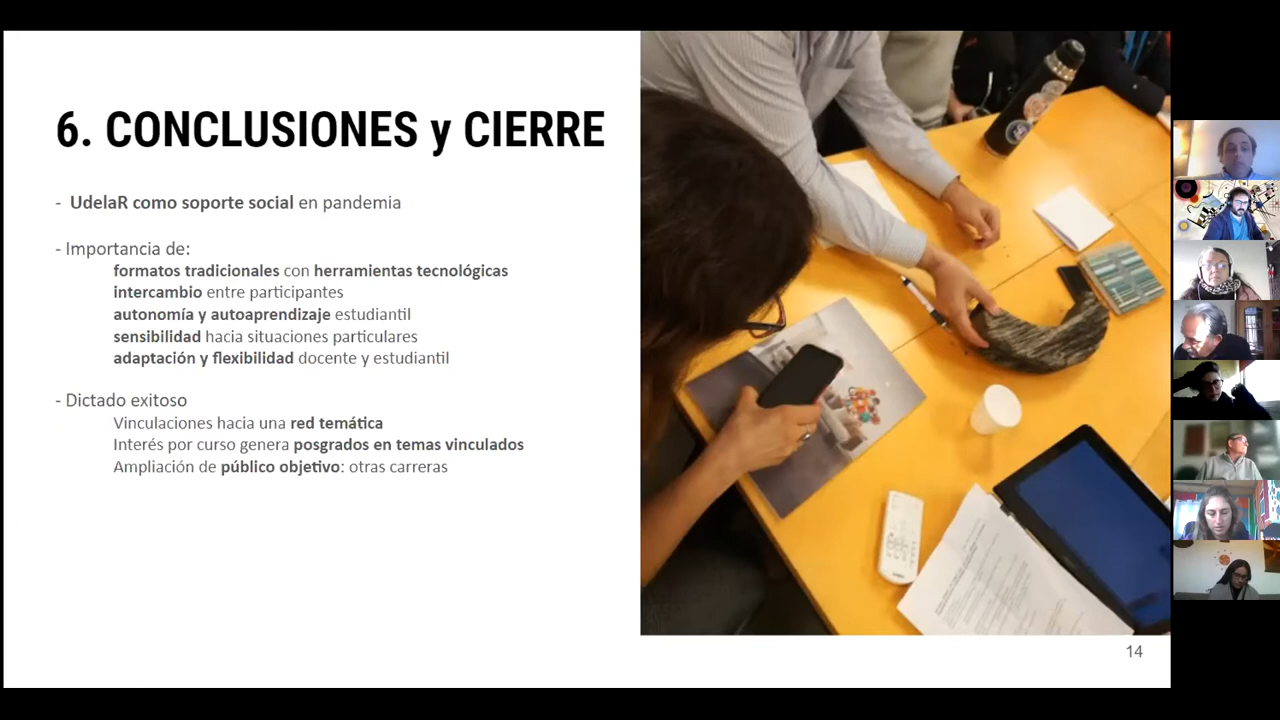 6. CONCLUSIONES y CIERRE
- UdelaR como soporte social en pandemia
- Importancia de:
formatos tradicionales con herramientas tecnológicas
intercambio entre participantes
autonomía y autoaprendizaje estudiantil
sensibilidad hacia situaciones particulares
adaptación y flexibilidad docente y estudiantil
- Dictado exitoso
Vinculaciones hacia una red temática
Interés por curso genera posgrados en temas vinculados
Ampliación de público objetivo: otras carreras
14